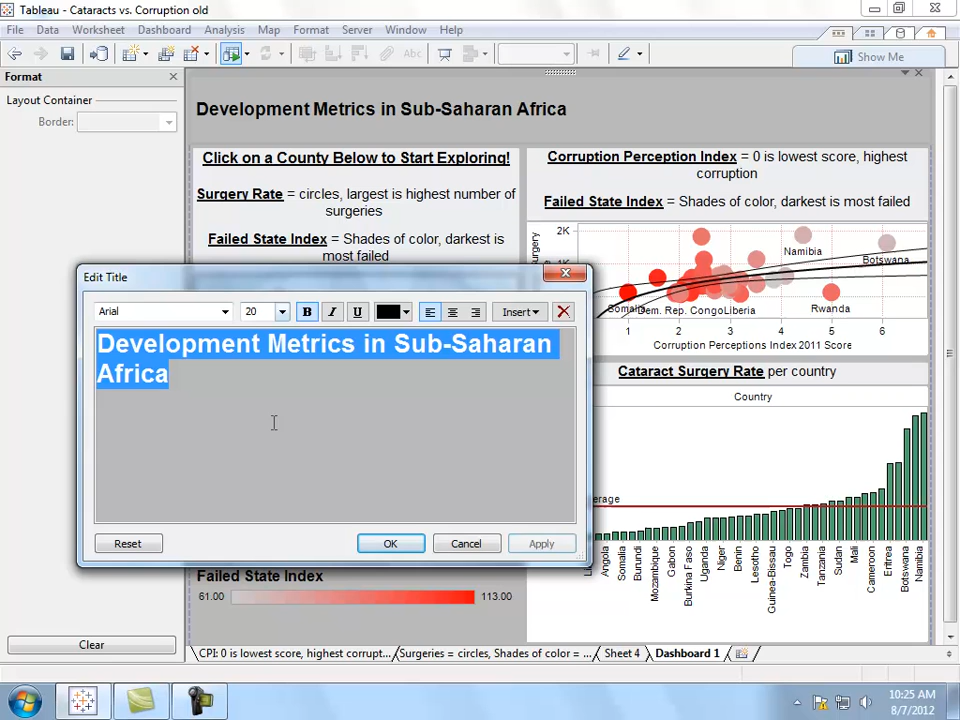 Tableau - Cataracts vs. Corruption old
File Data Worksheet Dashboard Analysis Map Format Server Window Help
Abc
Show Me
Format
Layout Container
Border:
Clear
Development Metrics in Sub-Saharan Africa
Click on a County Below to Start Exploring!
Surgery Rate = circles, largest is highest number of
surgeries
Failed State Index = Shades of color, darkest is
most failed
Corruption Perception Index = 0 is lowest score, highest
corruption
Failed State Index = Shades of color, darkest is most failed
Surgery
2K
1K
0K
Namibia
Botswana
Somalia
Dem. Rep. Congo
Liberia
Rwanda
1 2 3 4 5 6
Corruption Perceptions Index 2011 Score
Edit Title
Arial 20 B I U Insert
Development Metrics in Sub-Saharan
Africa
Reset OK Cancel Apply
Cataract Surgery Rate per country
Country
erage
Angola
Somalia
Burundi
Mozambique
Gabon
Burkina Faso
Uganda
Niger
Benin
Lesotho
Guinea-Bissau
Togo
Zambia
Tanzania
Sudan
Mali
Cameroon
Eritrea
Botswana
Namibia
Failed State Index
61.00 113.00
CPI: 0 is lowest score, highest corrupt...
Surgeries = circles, Shades of color = ...
Sheet 4
Dashboard 1
10:25 AM
8/7/2012